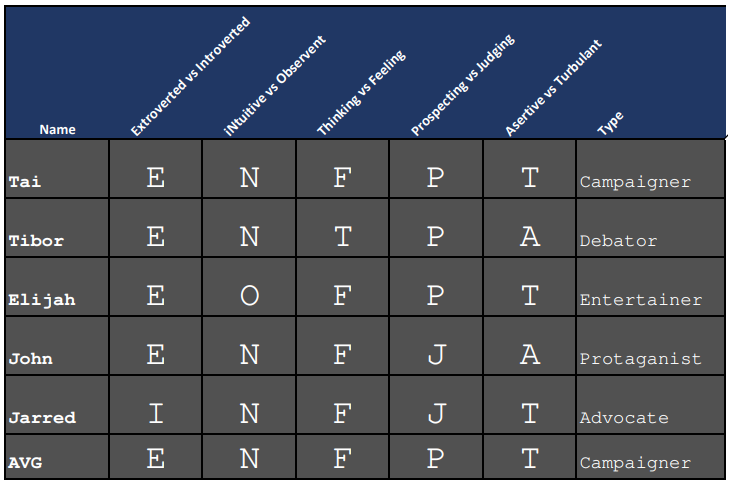 Name Extroverted vs Introverted iNtuitive vs Observent Thinking vs Feeling Prospecting vs Judging Asertive vs Turbulant Type
Tai E N F P T Campaigner
Tibor E N T P A Debator
Elijah E O F P T Entertainer
John E N F J A Protaganist
Jarred I N F J T Advocate
AVG E N F P T Campaigner